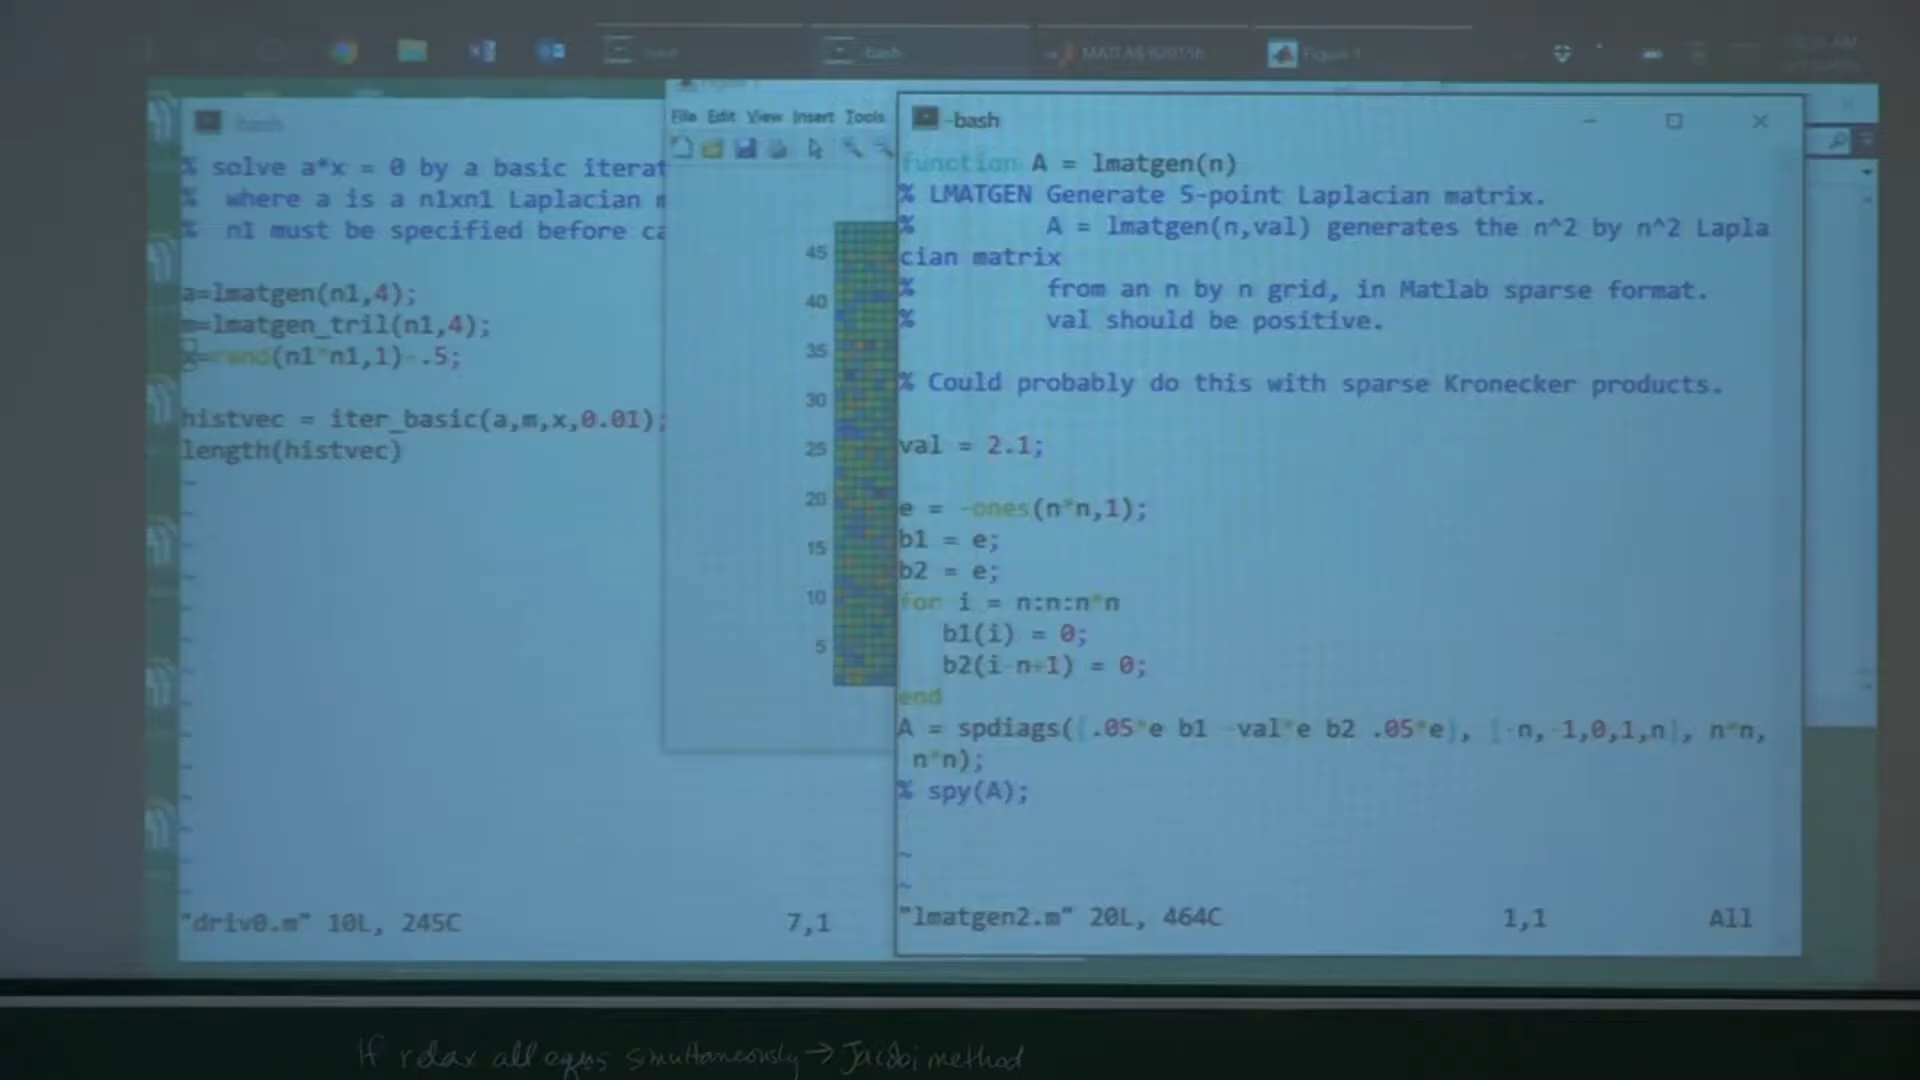 bash
MATLAB R2015b
Figure 1
-bash
% solve a*x = 0 by a basic iterat
% where a is a n1xn1 Laplacian m
% n1 must be specified before ca
a=lmatgen(n1,4);
m=lmatgen_tril(n1,4);
x=rand(n1*n1,1)-.5;
histvec = iter_basic(a,m,x,0.01);
length(histvec)
~
"driv0.m" 10L, 245C
7,1
File Edit View Insert Tools
45
40
35
30
25
20
15
10
5
-bash
function A = lmatgen(n)
% LMATGEN Generate 5-point Laplacian matrix.
% A = lmatgen(n,val) generates the n^2 by n^2 Lapla
cian matrix
% from an n by n grid, in Matlab sparse format.
% val should be positive.
% Could probably do this with sparse Kronecker products.
val = 2.1;
e = -ones(n*n,1);
b1 = e;
b2 = e;
for i = n:n:n*n
b1(i) = 0;
b2(i-n+1) = 0;
end
A = spdiags([.05*e b1 -val*e b2 .05*e], [-n,-1,0,1,n], n*n,
n*n);
% spy(A);
~
~
"lmatgen2.m" 20L, 464C
1,1
All
If relax all eqns simultaneously → Jacobi method